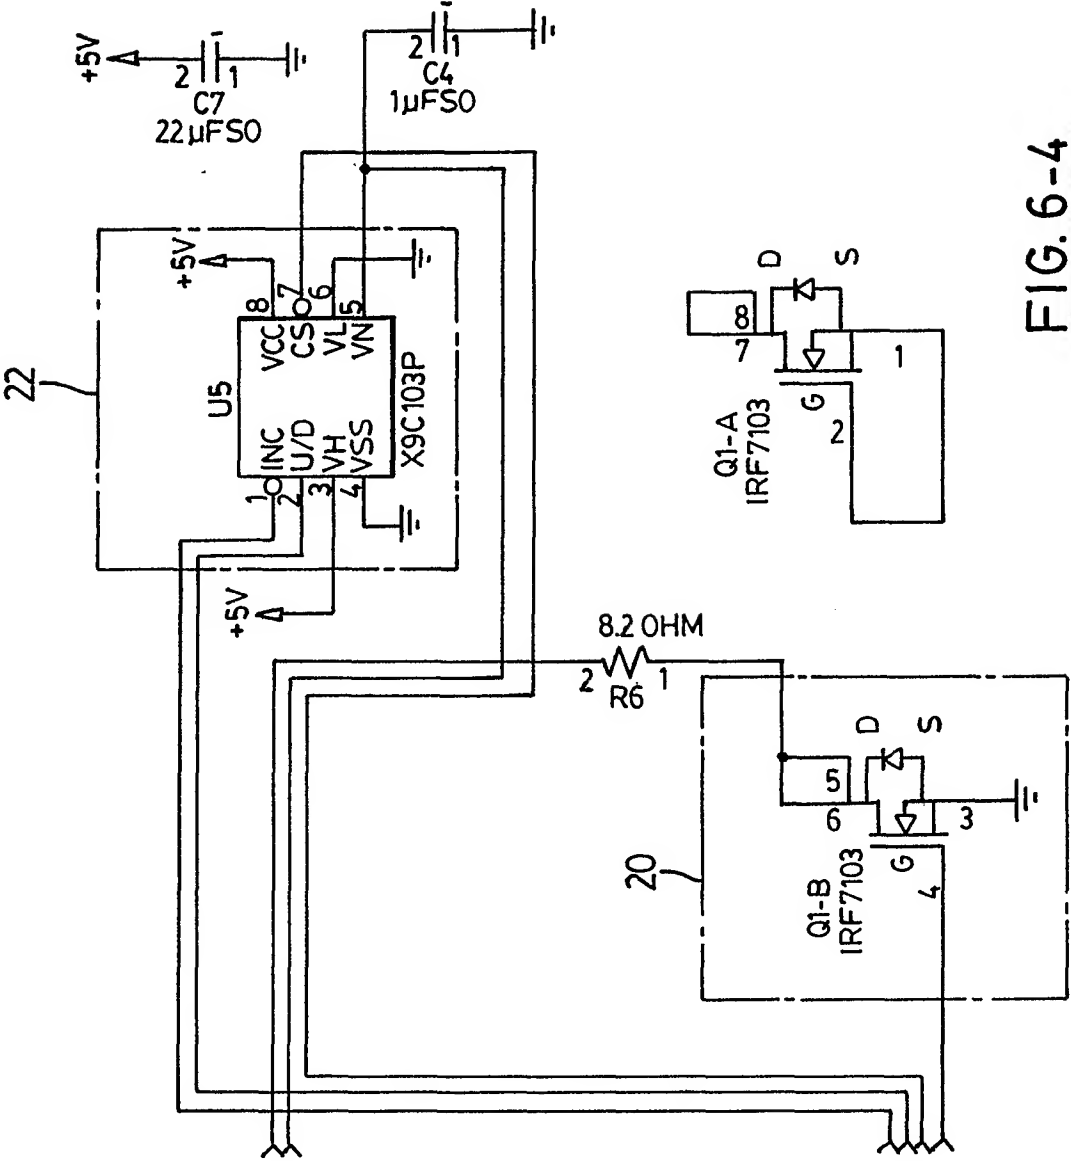 +5V
2
1
C7
22µFSO
2
1
C4
1µFSO
22
+5V
U5
1
INC
VCC
8
2
U/D
CS
7
3
VH
VL
6
4
VSS
VN
5
X9C103P
+5V
8.2 OHM
2
1
R6
20
Q1-B
IRF7103
5
6
D
S
G
4
3
Q1-A
IRF7103
8
7
D
S
G
2
1
FIG. 6-4